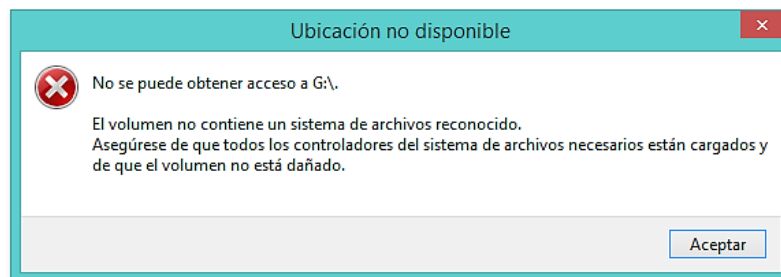 Ubicación no disponible
No se puede obtener acceso a G:\.
El volumen no contiene un sistema de archivos reconocido.
Asegúrese de que todos los controladores del sistema de archivos necesarios están cargados y
de que el volumen no está dañado.
Aceptar